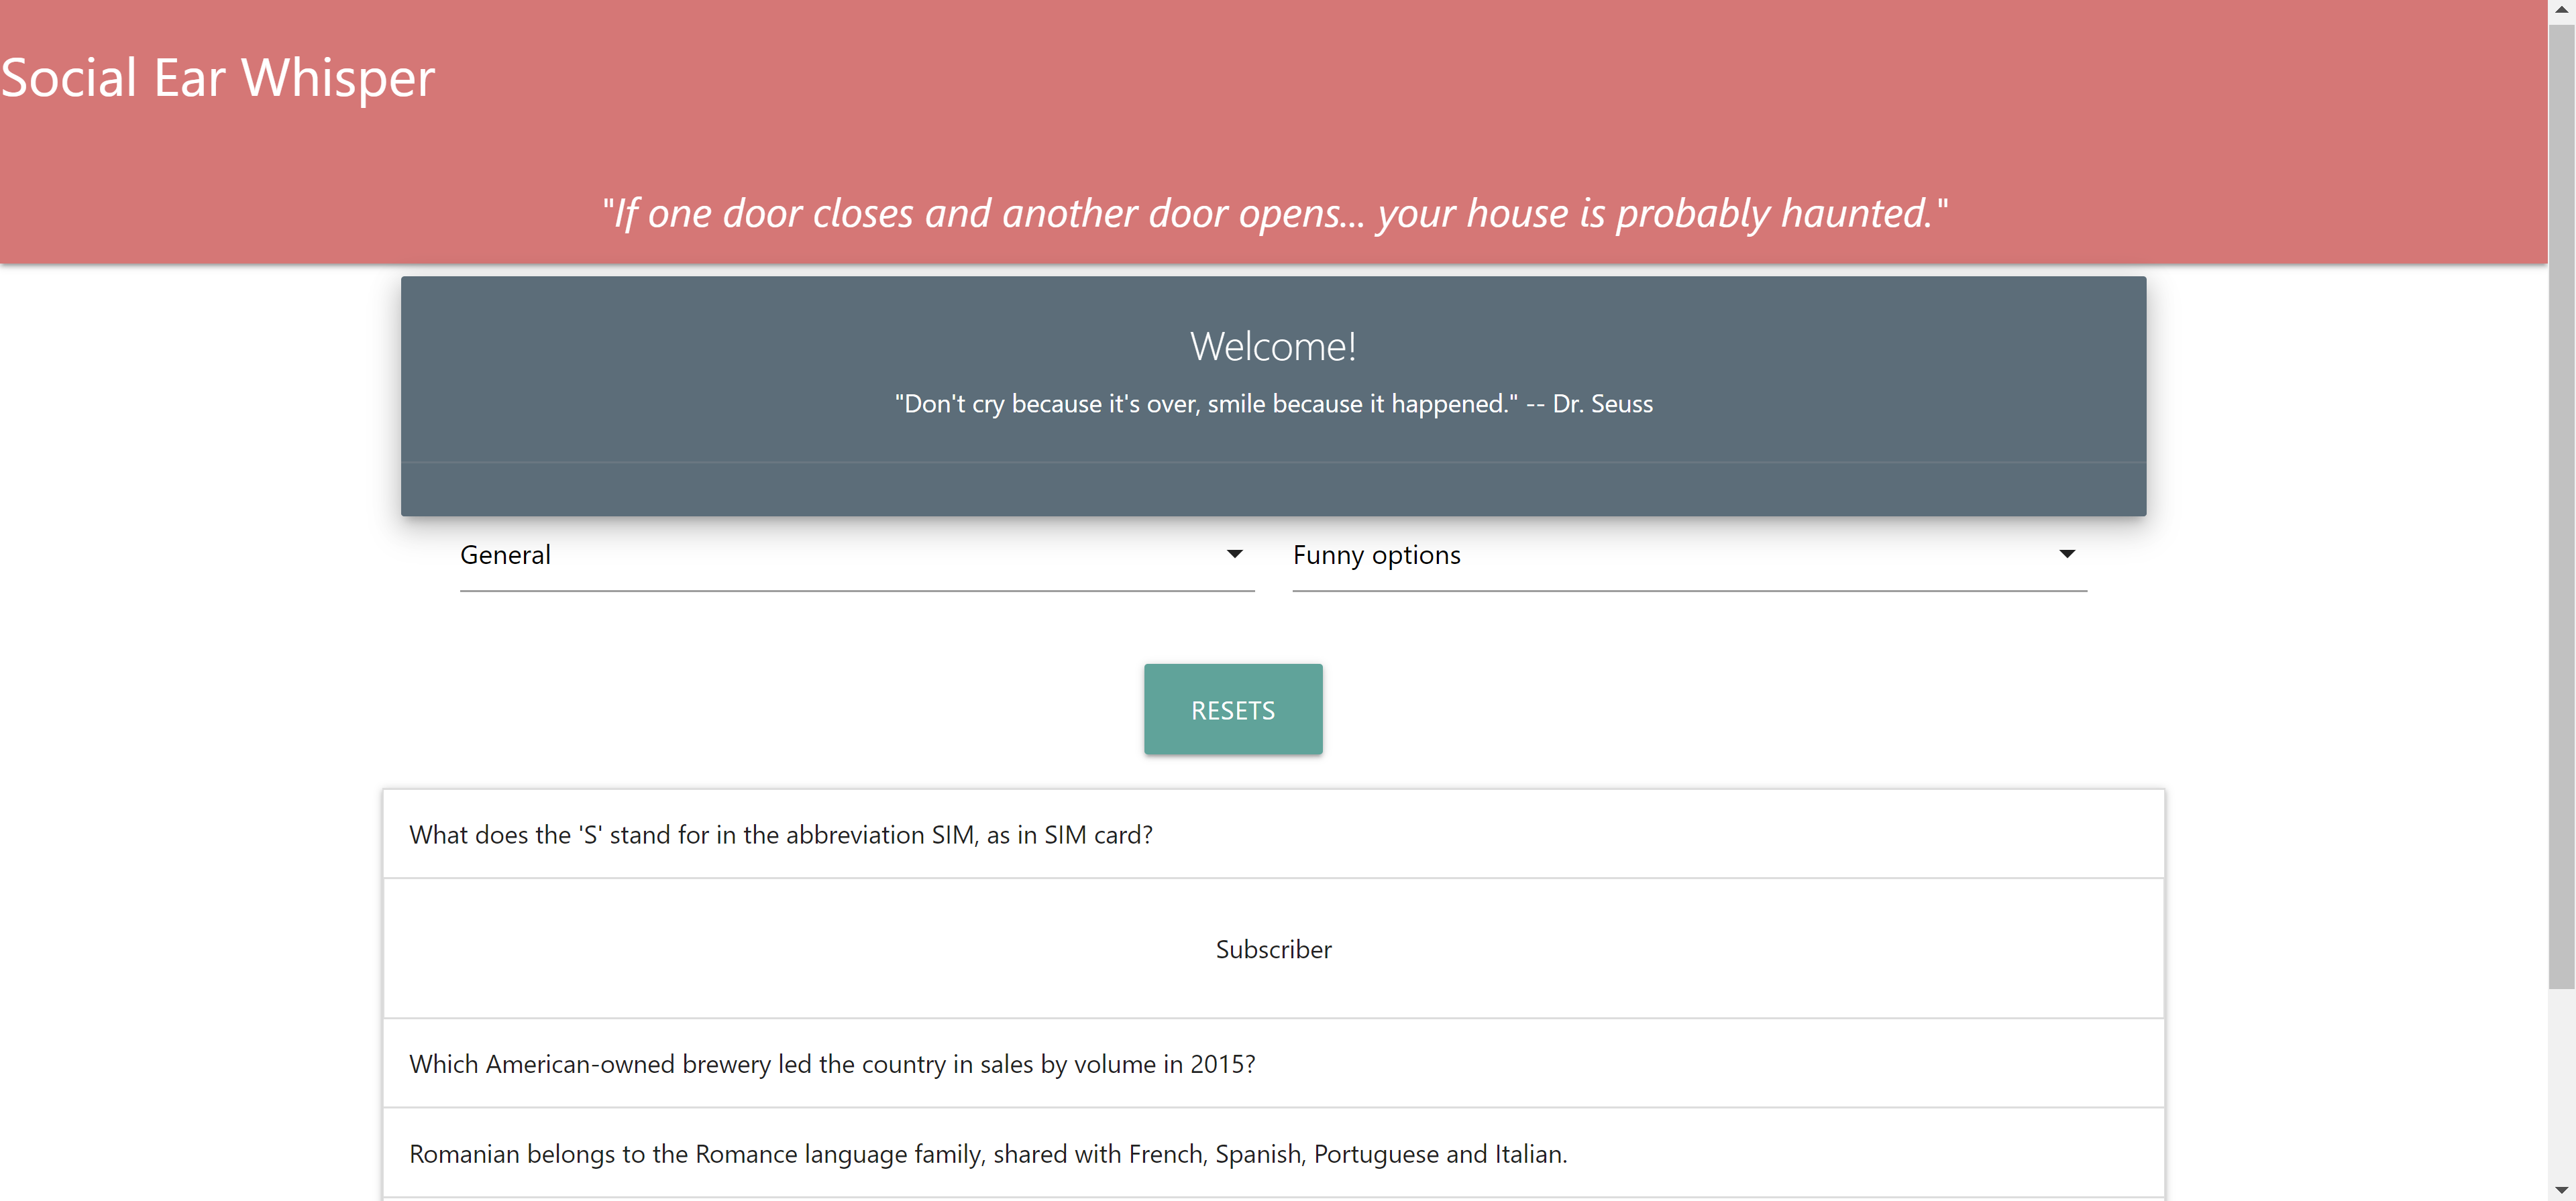 Social Ear Whisper
"If one door closes and another door opens... your house is probably haunted."
Welcome!
"Don't cry because it's over, smile because it happened." -- Dr. Seuss
General
Funny options
RESETS
What does the 'S' stand for in the abbreviation SIM, as in SIM card?
Subscriber
Which American-owned brewery led the country in sales by volume in 2015?
Romanian belongs to the Romance language family, shared with French, Spanish, Portuguese and Italian.